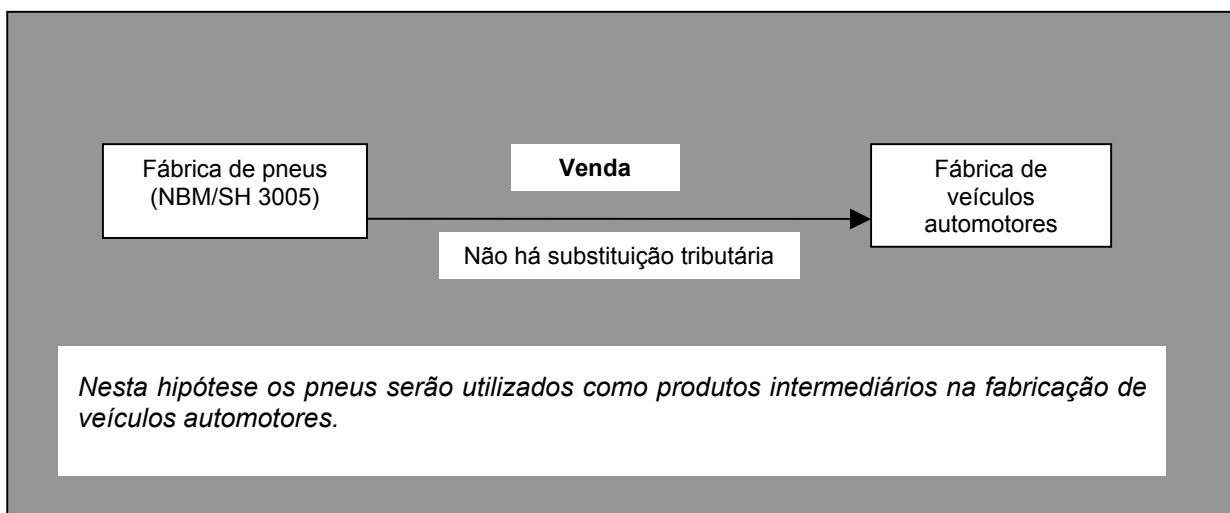 Fábrica de pneus
(NBM/SH 3005)
Venda
Não há substituição tributária
Fábrica de
veículos
automotores
Nesta hipótese os pneus serão utilizados como produtos intermediários na fabricação de
veículos automotores.